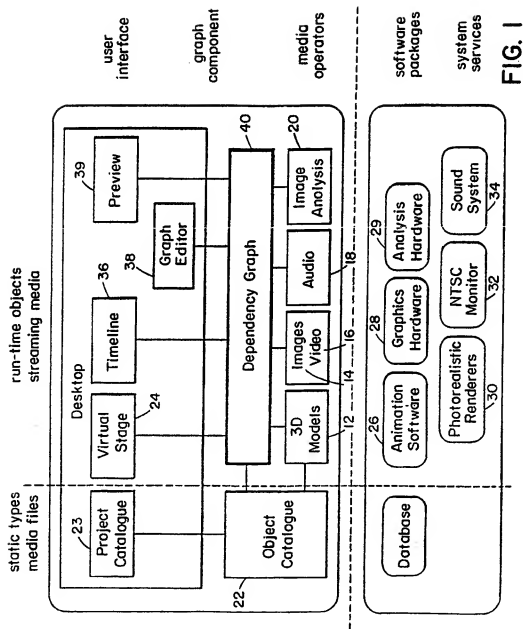 static types
media files
run-time objects
streaming media
user
interface
graph
component
media
operators
software
packages
system
services
Desktop
23
Project
Catalogue
Virtual
Stage
24
Timeline
36
38
Graph
Editor
39
Preview
Dependency Graph
40
22
Object
Catalogue
3D
Models
12
Images
Video
14
16
Audio
18
Image
Analysis
20
Database
26
Animation
Software
28
Graphics
Hardware
29
Analysis
Hardware
Photorealistic
Renderers
30
NTSC
Monitor
32
Sound
System
34
FIG. 1